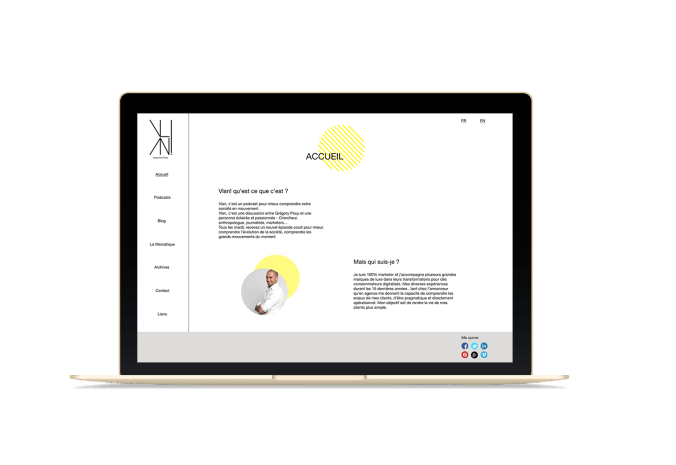 FR EN
ACCUEIL
Accueil
Podcasts
Blog
La Mercatique
Archives
Contact
Liens
Vlan! qu'est ce que c'est ?
Vlan, c'est un podcast pour mieux comprendre notre
société en mouvement.
Vlan, c'est une discussion entre Grégory Pouy et une
personne éclairée et passionnée - Chercheur,
anthropologue, journaliste, marketers...
Tous les mardi, recevez un nouvel épisode court pour mieux
comprendre l'évolution de la société, comprendre les
grands mouvements du moment
Mais qui suis-je ?
Je suis 100% marketer et j'accompagne plusieurs grandes
marques de luxe dans leurs transformations pour des
consommateurs digitalisés. Mes diverses expériences
durant les 15 dernières années , tant chez l'annonceur
qu'en agence me donnent la capacité de comprendre les
enjeux de mes clients, d'être pragmatique et directement
opérationnel. Mon objectif est de rendre la vie de mes
clients plus simple.
Me suivre